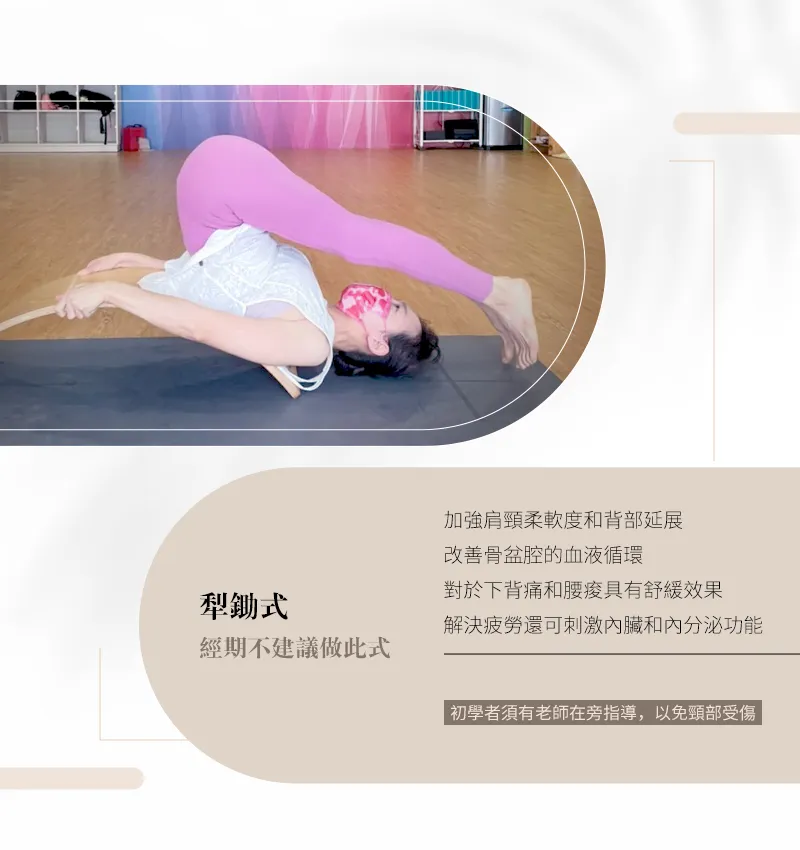 犁鋤式
經期不建議做此式
加強肩頸柔軟度和背部延展
改善骨盆腔的血液循環
對於下背痛和腰痠具有舒緩效果
解決疲勞還可刺激內臟和內分泌功能
初學者須有老師在旁指導，以免頸部受傷